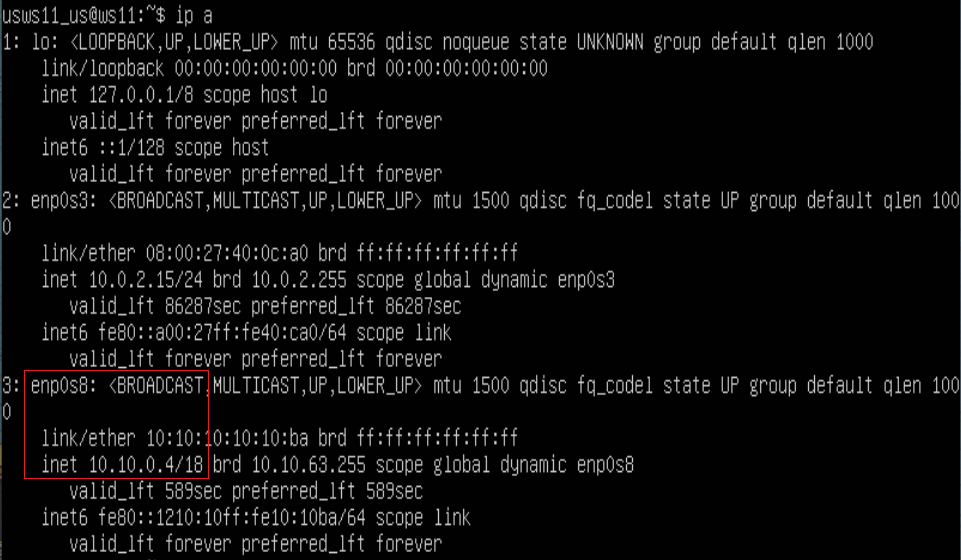 usws11_us@ws11:~$ ip a
1: lo: <LOOPBACK,UP,LOWER_UP> mtu 65536 qdisc noqueue state UNKNOWN group default qlen 1000
link/loopback 00:00:00:00:00:00 brd 00:00:00:00:00:00
inet 127.0.0.1/8 scope host lo
valid_lft forever preferred_lft forever
inet6 ::1/128 scope host
valid_lft forever preferred_lft forever
2: enp0s3: <BROADCAST,MULTICAST,UP,LOWER_UP> mtu 1500 qdisc fq_codel state UP group default qlen 100
0
link/ether 08:00:27:40:0c:a0 brd ff:ff:ff:ff:ff:ff
inet 10.0.2.15/24 brd 10.0.2.255 scope global dynamic enp0s3
valid_lft 86287sec preferred_lft 86287sec
inet6 fe80::a00:27ff:fe40:ca0/64 scope link
valid_lft forever preferred_lft forever
3: enp0s8: <BROADCAST,MULTICAST,UP,LOWER_UP> mtu 1500 qdisc fq_codel state UP group default qlen 100
0
link/ether 10:10:10:10:10:ba brd ff:ff:ff:ff:ff:ff
inet 10.10.0.4/18 brd 10.10.63.255 scope global dynamic enp0s8
valid_lft 589sec preferred_lft 589sec
inet6 fe80::1210:10ff:fe10:10ba/64 scope link
valid_lft forever preferred_lft forever